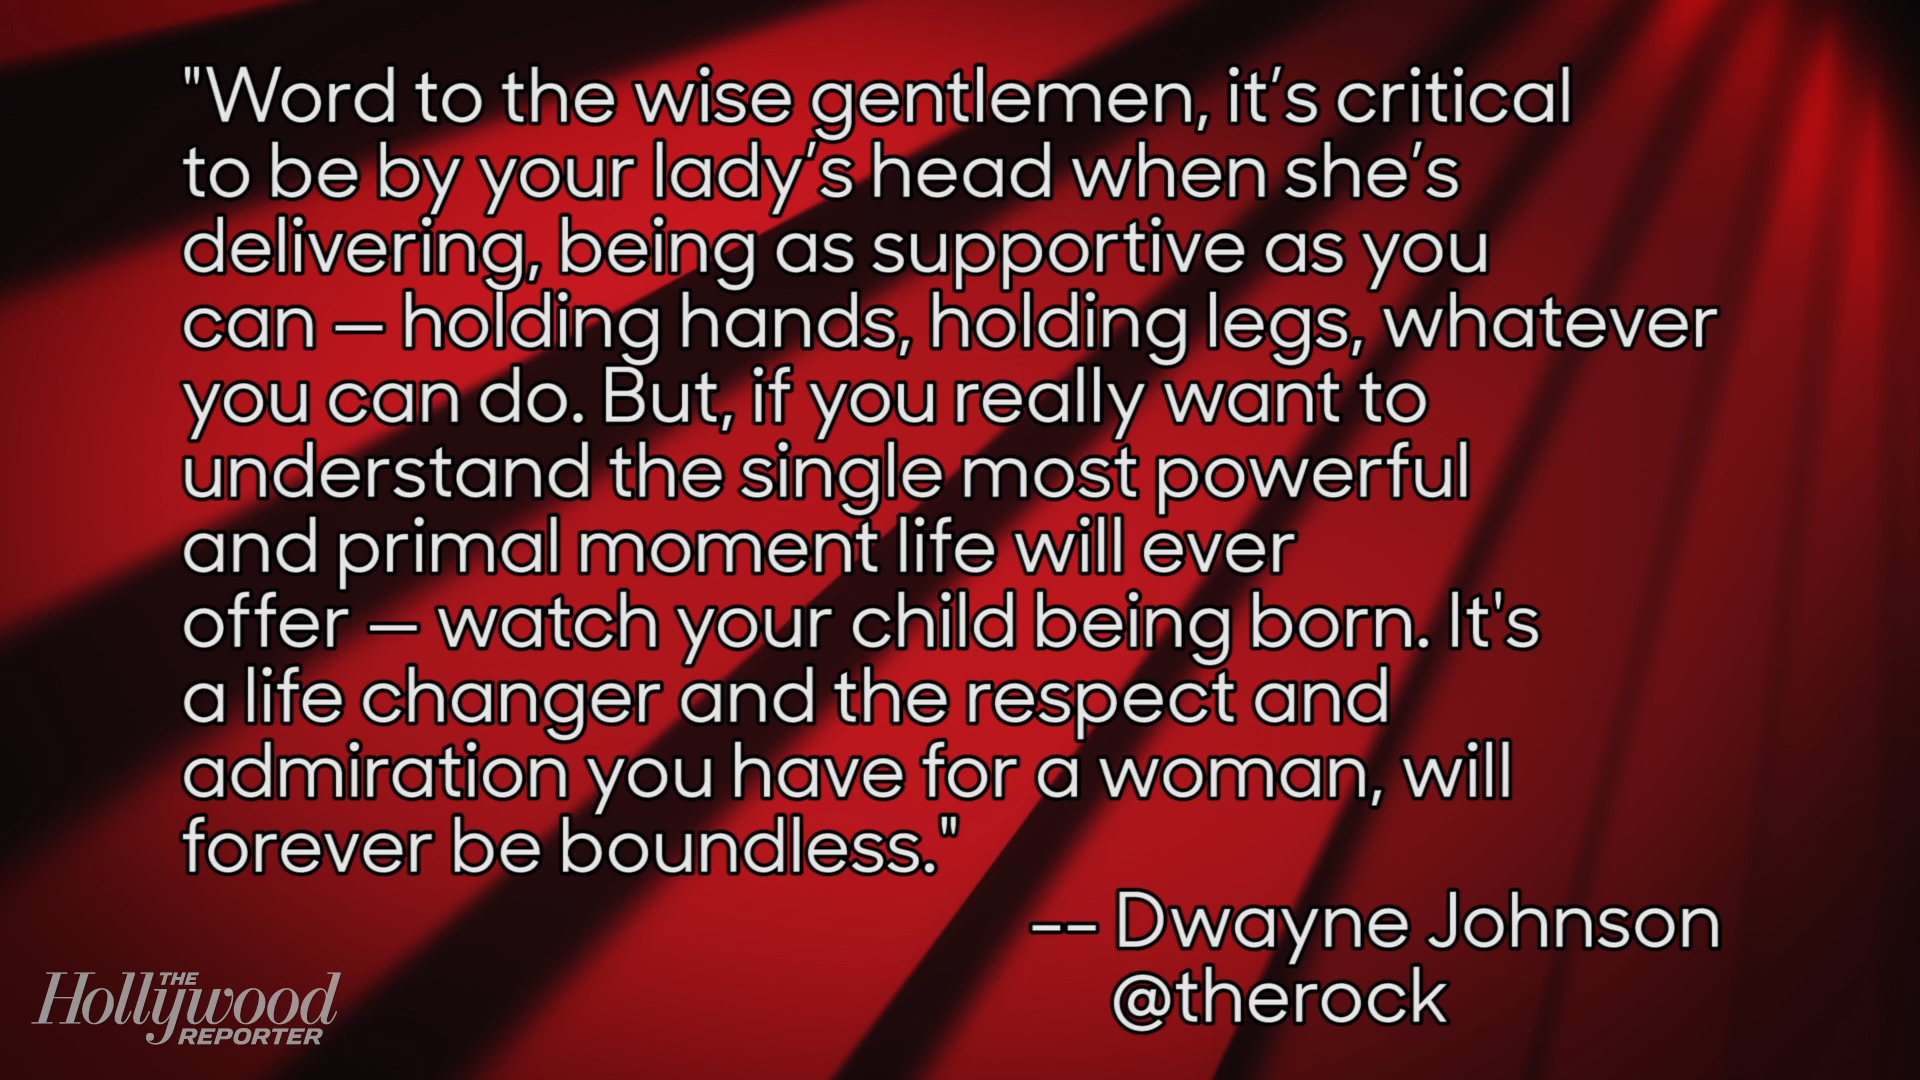 "Word to the wise gentlemen, it’s critical
to be by your lady’s head when she’s
delivering, being as supportive as you
can — holding hands, holding legs, whatever
you can do. But, if you really want to
understand the single most powerful
and primal moment life will ever
offer — watch your child being born. It's
a life changer and the respect and
admiration you have for a woman, will
forever be boundless."
-- Dwayne Johnson
@therock
THE
Hollywood
REPORTER